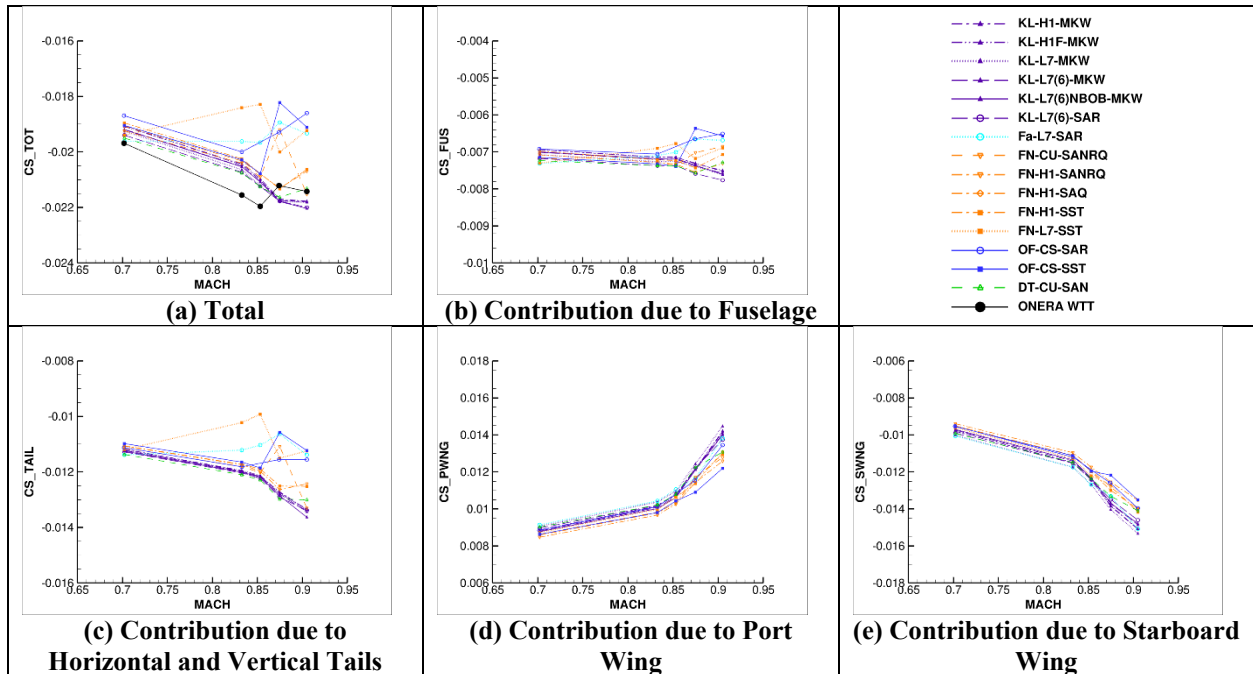 -0.016
-0.018
-0.02
-0.022
-0.024
CS_TOT
0.65 0.7 0.75 0.8 0.85 0.9 0.95
MACH
(a) Total
-0.004
-0.005
-0.006
-0.007
-0.008
-0.009
-0.01
CS_FUS
0.65 0.7 0.75 0.8 0.85 0.9 0.95
MACH
(b) Contribution due to Fuselage
KL-H1-MKW
KL-H1F-MKW
KL-L7-MKW
KL-L7(6)-MKW
KL-L7(6)NBOB-MKW
KL-L7(6)-SAR
Fa-L7-SAR
FN-CU-SANRQ
FN-H1-SANRQ
FN-H1-SAQ
FN-H1-SST
FN-L7-SST
OF-CS-SAR
OF-CS-SST
DT-CU-SAN
ONERA WTT
-0.008
-0.01
-0.012
-0.014
-0.016
CS_TAIL
0.65 0.7 0.75 0.8 0.85 0.9 0.95
MACH
(c) Contribution due to
Horizontal and Vertical Tails
0.018
0.016
0.014
0.012
0.01
0.008
0.006
CS_PWNG
0.65 0.7 0.75 0.8 0.85 0.9 0.95
MACH
(d) Contribution due to Port
Wing
-0.006
-0.008
-0.01
-0.012
-0.014
-0.016
-0.018
CS_SWNG
0.65 0.7 0.75 0.8 0.85 0.9 0.95
MACH
(e) Contribution due to Starboard
Wing